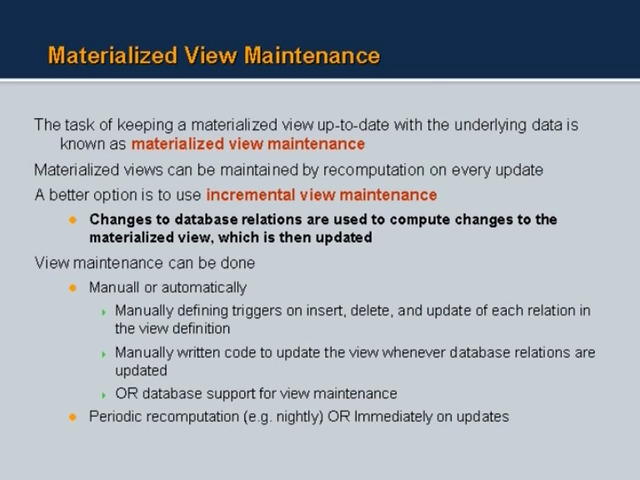 Materialized View Maintenance
The task of keeping a materialized view up-to-date with the underlying data is
known as materialized view maintenance
Materialized views can be maintained by recomputation on every update
A better option is to use incremental view maintenance
Changes to database relations are used to compute changes to the
materialized view, which is then updated
View maintenance can be done
Manuall or automatically
Manually defining triggers on insert, delete, and update of each relation in
the view definition
Manually written code to update the view whenever database relations are
updated
OR database support for view maintenance
Periodic recomputation (e.g. nightly) OR Immediately on updates